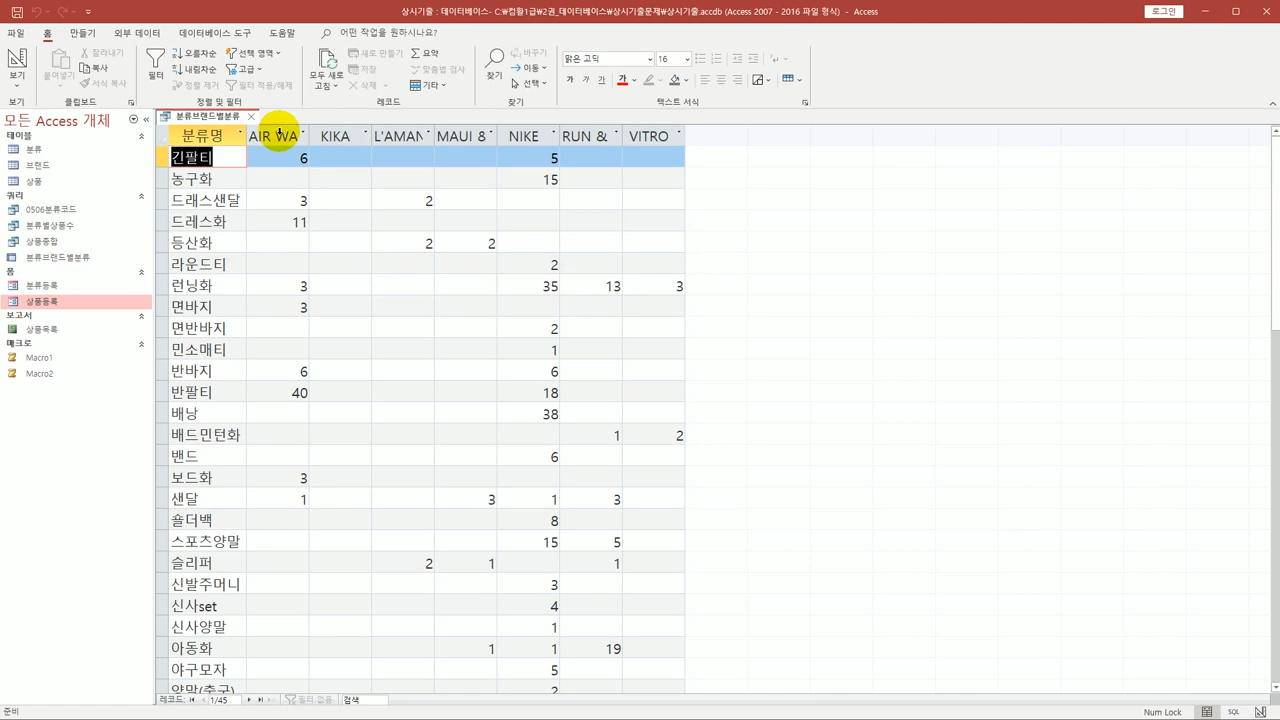 상시기술 : 데이터베이스- C:₩컴활1급₩2권_데이터베이스₩상시기술문제₩상시기술.accdb (Access 2007 - 2016 파일 형식) - Access
로그인
파일 홈 만들기 외부 데이터 데이터베이스 도구 도움말 어떤 작업을 원하시나요?
보기 붙여넣기 잘라내기 복사 서식 복사 필터 오름차순 내림차순 정렬 제거 선택 영역 고급 필터 적용/해제 모두 새로 고침 새로 만들기 저장 삭제 요약 맞춤법 검사 기타 찾기 바꾸기 이동 선택 맑은 고딕 16 가 가 가 가
보기 클립보드 정렬 및 필터 레코드 찾기 텍스트 서식
모든 Access 개체
테이블
분류
브랜드
상품
쿼리
0506분류코드
분류별상품수
상품종합
분류브랜드별분류
폼
분류등록
상품등록
보고서
상품목록
매크로
Macro1
Macro2
분류브랜드별분류
분류명 AIR WA KIKA L'AMAN MAUI & NIKE RUN & VITRO
긴팔티 6 5
농구화 15
드래스샌달 3 2
드레스화 11
등산화 2 2
라운드티 2
런닝화 3 35 13 3
면바지 3
면반바지 2
민소매티 1
반바지 6 6
반팔티 40 18
배낭 38
배드민턴화 1 2
밴드 6
보드화 3
샌달 1 3 1 3
숄더백 8
스포츠양말 15 5
슬리퍼 2 1 1
신발주머니 3
신사set 4
신사양말 1
아동화 1 1 19
야구모자 5
양말(축구) 2
레코드: 1/45 필터 없음 검색
준비
Num Lock
SQL